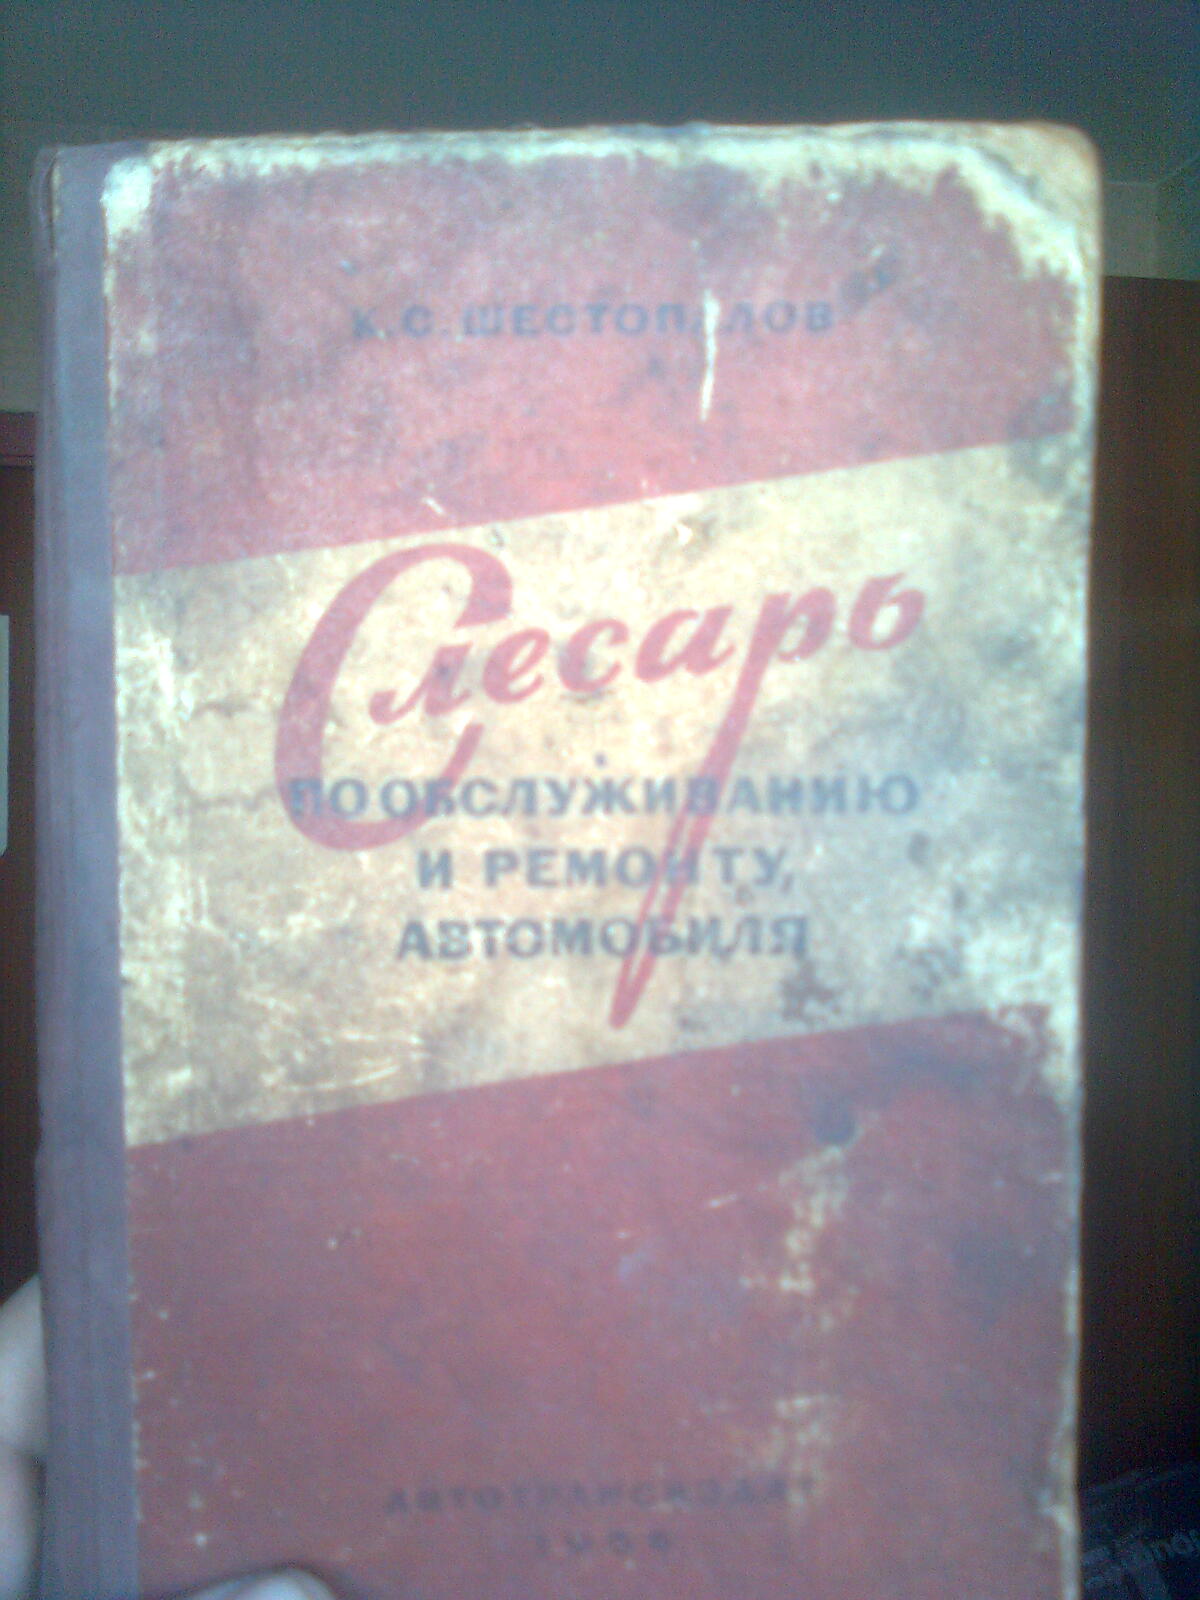 К. С. ШЕСТОПАЛОВ
Слесарь
ПО ОБСЛУЖИВАНИЮ
И РЕМОНТУ
АВТОМОБИЛЯ
АВТОТРАНСИЗДАТ